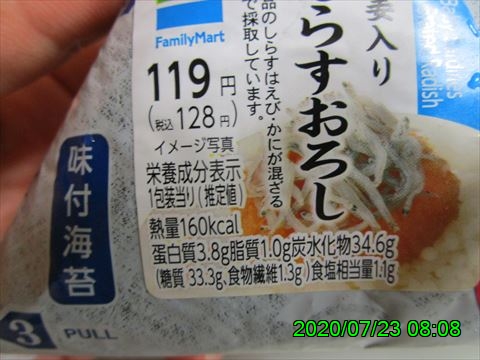 FamilyMart
119円
(税込128円)
イメージ写真
栄養成分表示
1包装当り(推定値)
熱量160kcal
蛋白質3.8g脂質1.0g炭水化物34.6g
(糖質 33.3g、食物繊維1.3g)食塩相当量1.1g
品のしらすはえび・かにが混ざる
で採取しています。
姜入り
らすおろし
Radish
味付海苔
3 PULL
2020/07/23 08:08